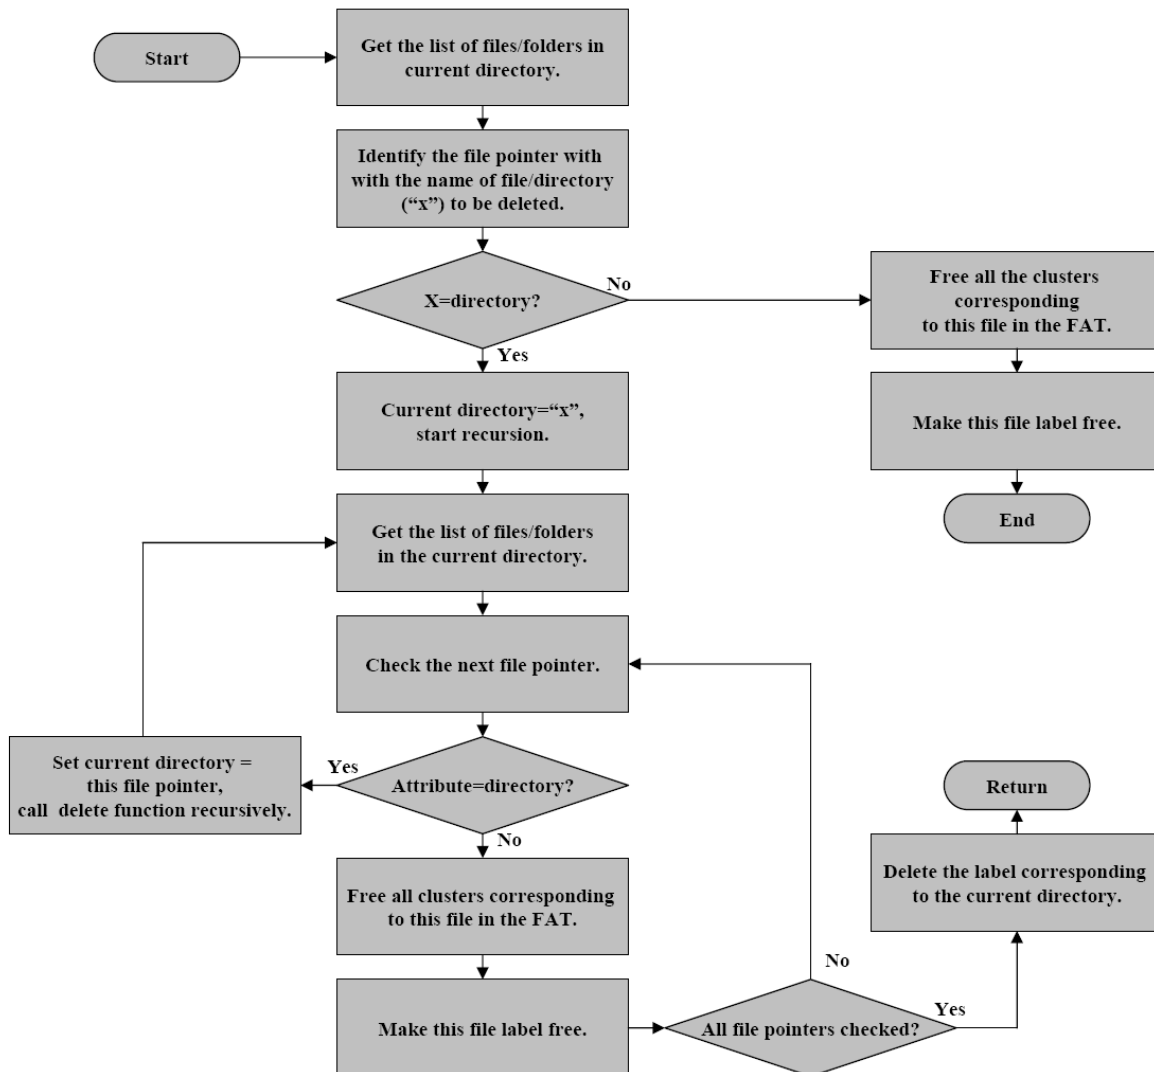 Start
Get the list of files/folders in
current directory.
Identify the file pointer with
with the name of file/directory
(“x”) to be deleted.
X=directory?
No
Yes
Free all the clusters
corresponding
to this file in the FAT.
Make this file label free.
End
Current directory=“x”,
start recursion.
Get the list of files/folders
in the current directory.
Check the next file pointer.
Attribute=directory?
Yes
No
Set current directory =
this file pointer,
call delete function recursively.
Free all clusters corresponding
to this file in the FAT.
Make this file label free.
All file pointers checked?
No
Yes
Delete the label corresponding
to the current directory.
Return